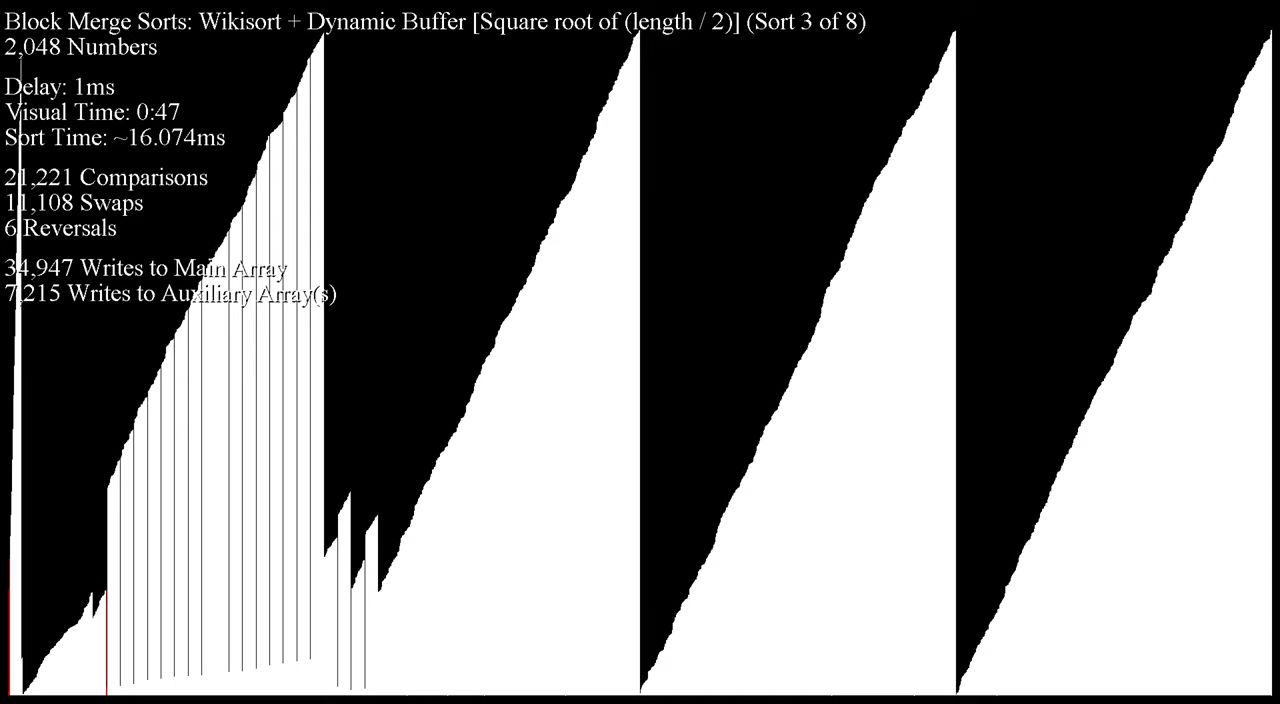 Block Merge Sorts: Wikisort + Dynamic Buffer [Square root of (length / 2)] (Sort 3 of 8)
2,048 Numbers
Delay: 1ms
Visual Time: 0:47
Sort Time: ~16.074ms
21,221 Comparisons
11,108 Swaps
6 Reversals
34,947 Writes to Main Array
7,215 Writes to Auxiliary Array(s)